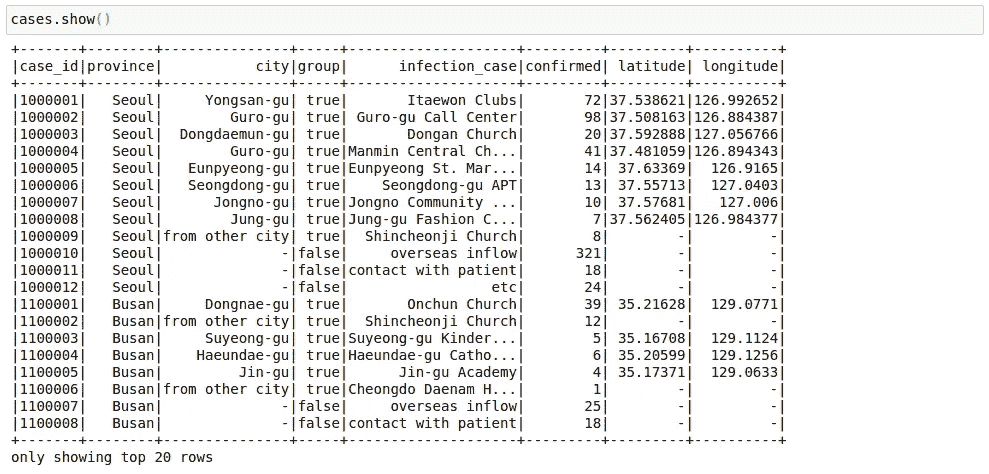 cases.show()
+-------+--------+---------------+-----+--------------------+---------+---------+----------+
|case_id|province|           city|group|      infection_case|confirmed| latitude| longitude|
+-------+--------+---------------+-----+--------------------+---------+---------+----------+
|1000001|   Seoul|     Yongsan-gu| true|       Itaewon Clubs|       72|37.538621|126.992652|
|1000002|   Seoul|        Guro-gu| true| Guro-gu Call Center|       98|37.508163|126.884387|
|1000003|   Seoul|  Dongdaemun-gu| true|       Dongan Church|       20|37.592888|127.056766|
|1000004|   Seoul|        Guro-gu| true|Manmin Central Ch...|       41|37.481059|126.894343|
|1000005|   Seoul|   Eunpyeong-gu| true|Eunpyeong St. Mar...|       14| 37.63369|  126.9165|
|1000006|   Seoul|   Seongdong-gu| true|    Seongdong-gu APT|       13| 37.55713|  127.0403|
|1000007|   Seoul|      Jongno-gu| true|Jongno Community ...|       10| 37.57681|   127.006|
|1000008|   Seoul|        Jung-gu| true|Jung-gu Fashion C...|        7|37.562405|126.984377|
|1000009|   Seoul|from other city| true|  Shincheonji Church|        8|        -|         -|
|1000010|   Seoul|              -|false|     overseas inflow|      321|        -|         -|
|1000011|   Seoul|              -|false|contact with patient|       18|        -|         -|
|1000012|   Seoul|              -|false|                 etc|       24|        -|         -|
|1100001|   Busan|     Dongnae-gu| true|       Onchun Church|       39| 35.21628|  129.0771|
|1100002|   Busan|from other city| true|  Shincheonji Church|       12|        -|         -|
|1100003|   Busan|     Suyeong-gu| true|Suyeong-gu Kinder...|        5| 35.16708|  129.1124|
|1100004|   Busan|    Haeundae-gu| true|Haeundae-gu Catho...|        6| 35.20599|  129.1256|
|1100005|   Busan|         Jin-gu| true|      Jin-gu Academy|        4| 35.17371|  129.0633|
|1100006|   Busan|from other city| true|Cheongdo Daenam H...|        1|        -|         -|
|1100007|   Busan|              -|false|     overseas inflow|       25|        -|         -|
|1100008|   Busan|              -|false|contact with patient|       18|        -|         -|
+-------+--------+---------------+-----+--------------------+---------+---------+----------+
only showing top 20 rows